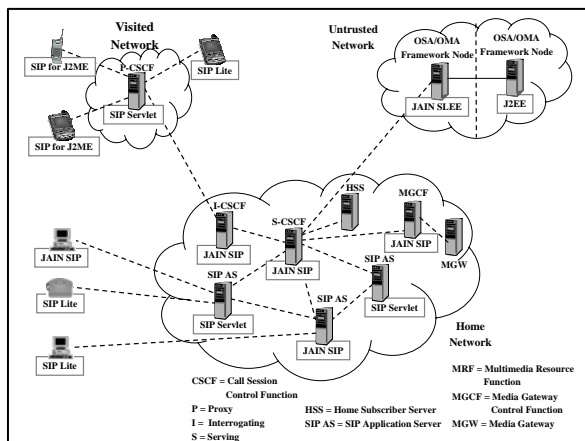 Visited
Network
Untrusted
Network
OSA/OMA
Framework Node
OSA/OMA
Framework Node
SIP for J2ME
P-CSCF
SIP Lite
SIP Servlet
SIP for J2ME
JAIN SLEE
J2EE
HSS
MGCF
I-CSCF
S-CSCF
JAIN SIP
JAIN SIP
JAIN SIP
MGW
JAIN SIP
SIP AS
SIP AS
SIP Lite
SIP Servlet
SIP AS
SIP Servlet
SIP Lite
JAIN SIP
Home
Network
CSCF = Call Session
Control Function
P = Proxy
I = Interrogating
S = Serving
HSS = Home Subscriber Server
SIP AS = SIP Application Server
MRF = Multimedia Resource
Function
MGCF = Media Gateway
Control Function
MGW = Media Gateway